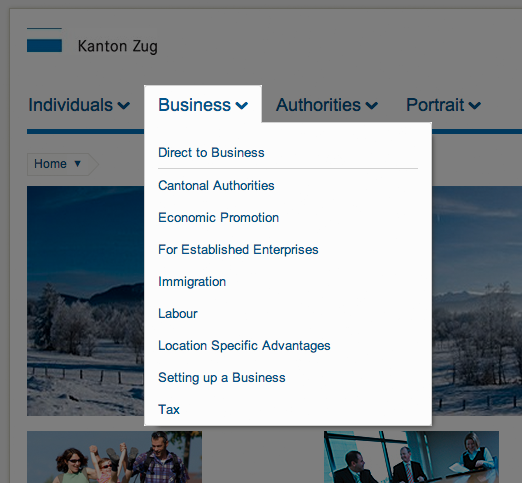 Kanton Zug
Individuals Business Authorities Portrait
Direct to Business
Home
Cantonal Authorities
Economic Promotion
For Established Enterprises
Immigration
Labour
Location Specific Advantages
Setting up a Business
Tax